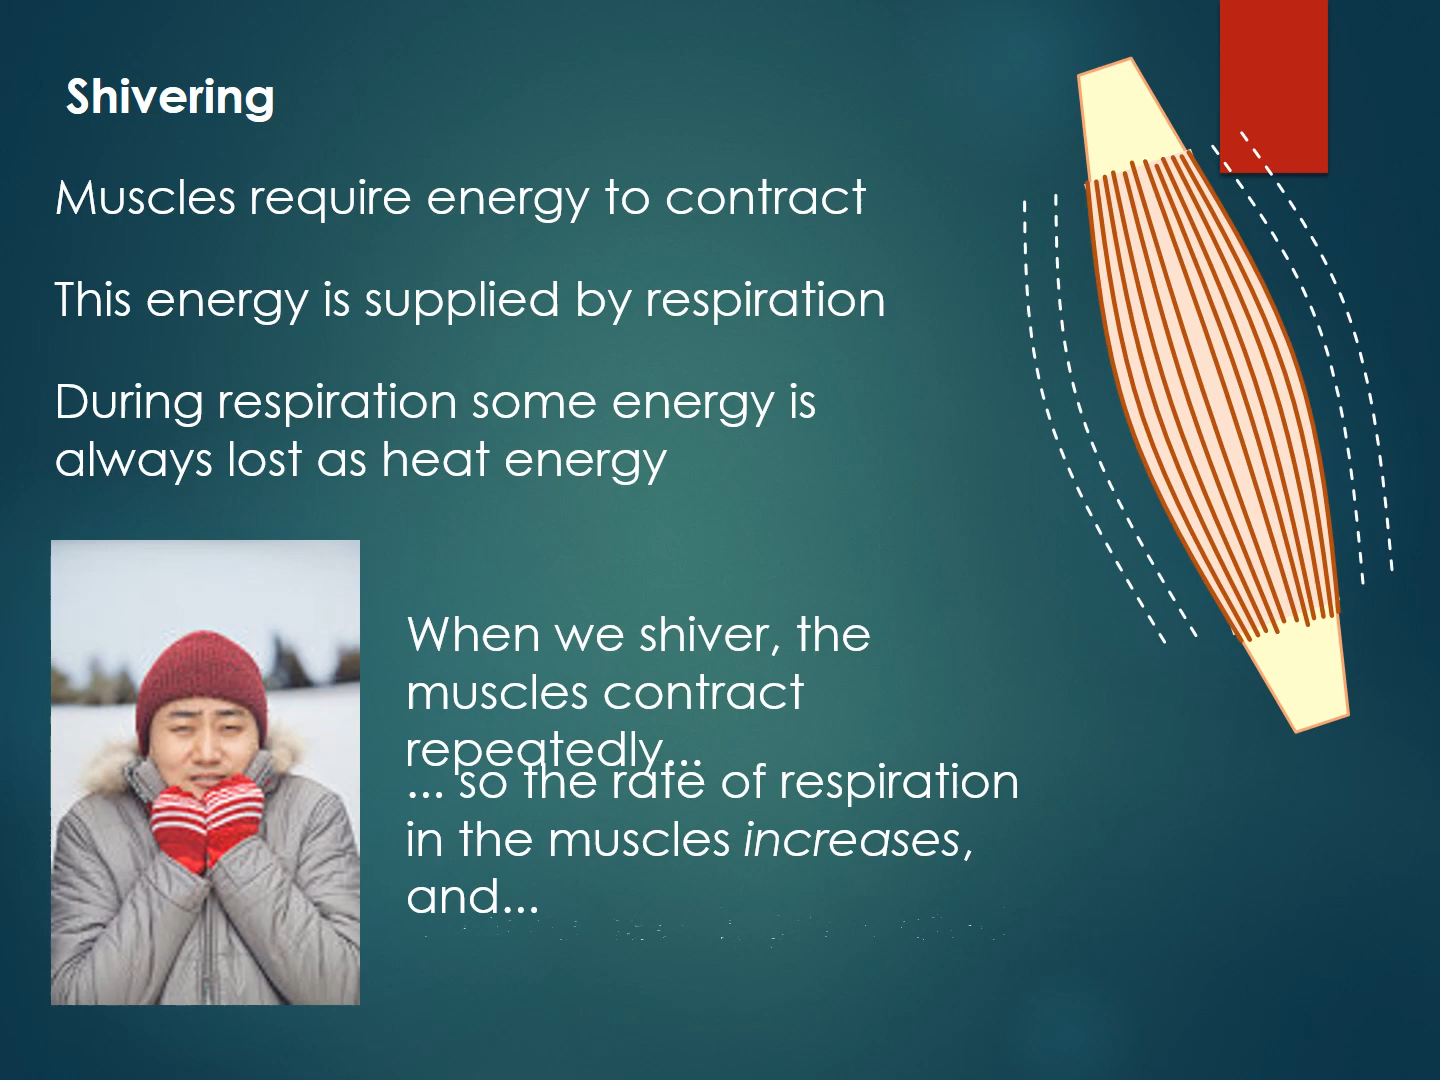 Shivering
Muscles require energy to contract
This energy is supplied by respiration
During respiration some energy is
always lost as heat energy
When we shiver, the
muscles contract
repeatedly...
... so the rate of respiration
in the muscles increases,
and...